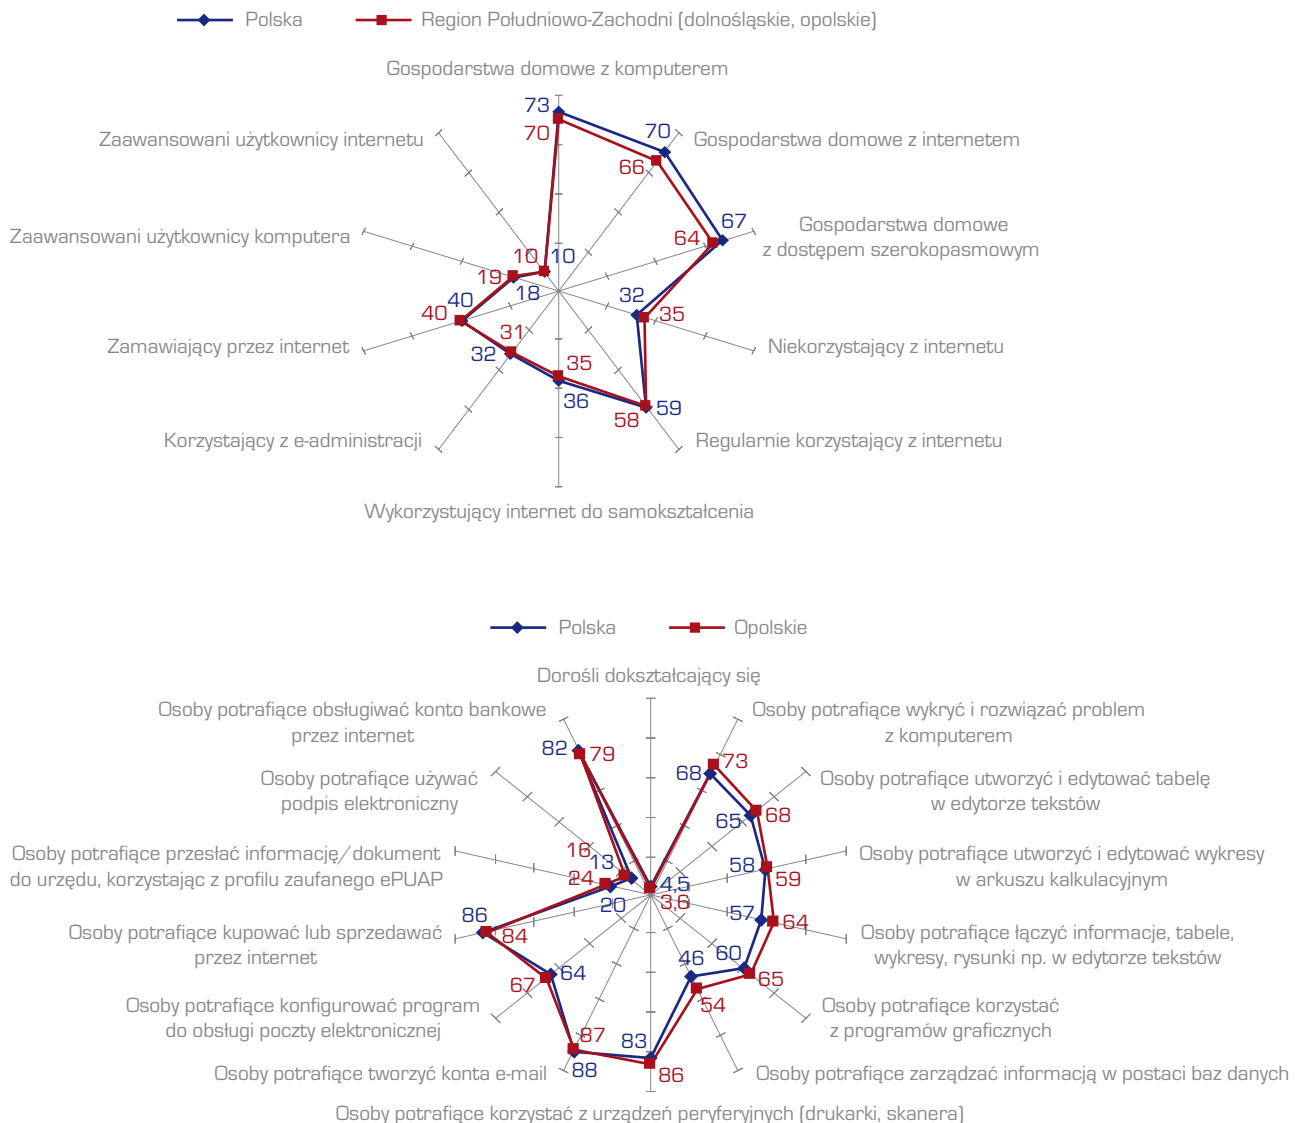 Polska
Region Południowo-Zachodni (dolnośląskie, opolskie)
Gospodarstwa domowe z komputerem
73
70
Zaawansowani użytkownicy internetu
70
Gospodarstwa domowe z internetem
66
Zaawansowani użytkownicy komputera
67
Gospodarstwa domowe
z dostępem szerokopasmowym
64
10
10
19
18
32
35
40
40
Zamawiający przez internet
Niekorzystający z internetu
31
32
35
36
59
58
Korzystający z e-administracji
Regularnie korzystający z internetu
Wykorzystujący internet do samokształcenia
Polska
Opolskie
Dorośli dokształcający się
Osoby potrafiące obsługiwać konto bankowe
przez internet
Osoby potrafiące wykryć i rozwiązać problem
z komputerem
82
79
68
73
Osoby potrafiące używać
podpis elektroniczny
Osoby potrafiące utworzyć i edytować tabelę
w edytorze tekstów
65
68
Osoby potrafiące przesłać informację/dokument
do urzędu, korzystając z profilu zaufanego ePUAP
16
13
24
20
4,5
3,6
58
59
Osoby potrafiące utworzyć i edytować wykresy
w arkuszu kalkulacyjnym
86
84
Osoby potrafiące kupować lub sprzedawać
przez internet
57
64
Osoby potrafiące łączyć informacje, tabele,
wykresy, rysunki np. w edytorze tekstów
64
67
46
60
65
54
Osoby potrafiące konfigurować program
do obsługi poczty elektronicznej
Osoby potrafiące korzystać
z programów graficznych
87
88
83
86
Osoby potrafiące tworzyć konta e-mail
Osoby potrafiące zarządzać informacją w postaci baz danych
Osoby potrafiące korzystać z urządzeń peryferyjnych (drukarki, skanera)